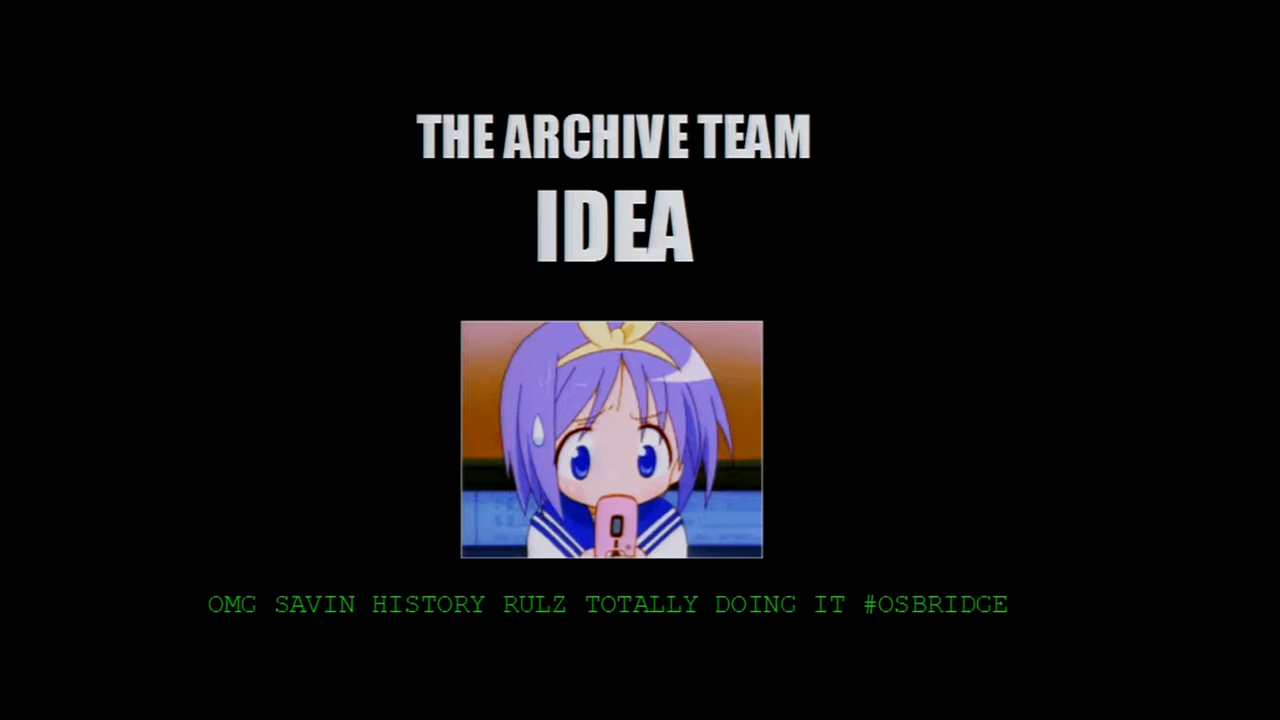 THE ARCHIVE TEAM
IDEA
OMG SAVIN HISTORY RULZ TOTALLY DOING IT #OSBRIDGE